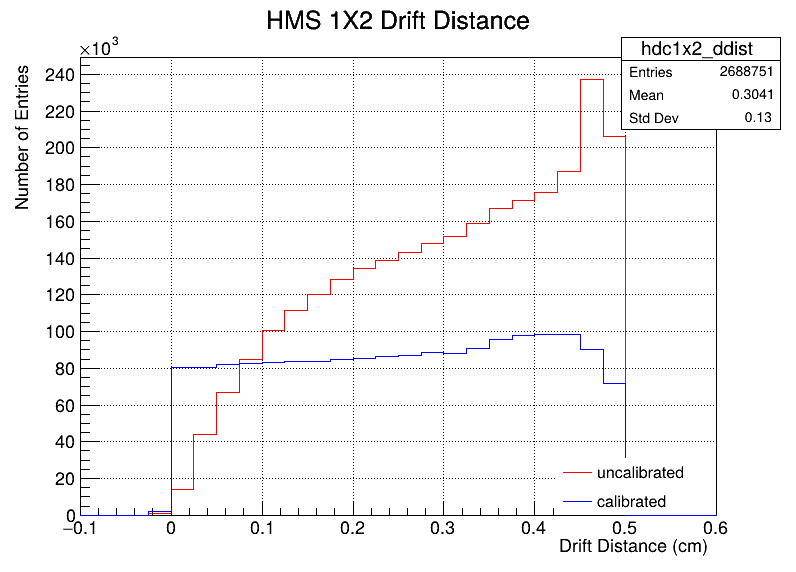 HMS 1X2 Drift Distance
×10³
hdc1x2_ddist
Entries 2688751
Mean 0.3041
Std Dev 0.13
Number of Entries
240
220
200
180
160
140
120
100
80
60
40
20
0
uncalibrated
calibrated
−0.1 0 0.1 0.2 0.3 0.4 0.5 0.6
Drift Distance (cm)